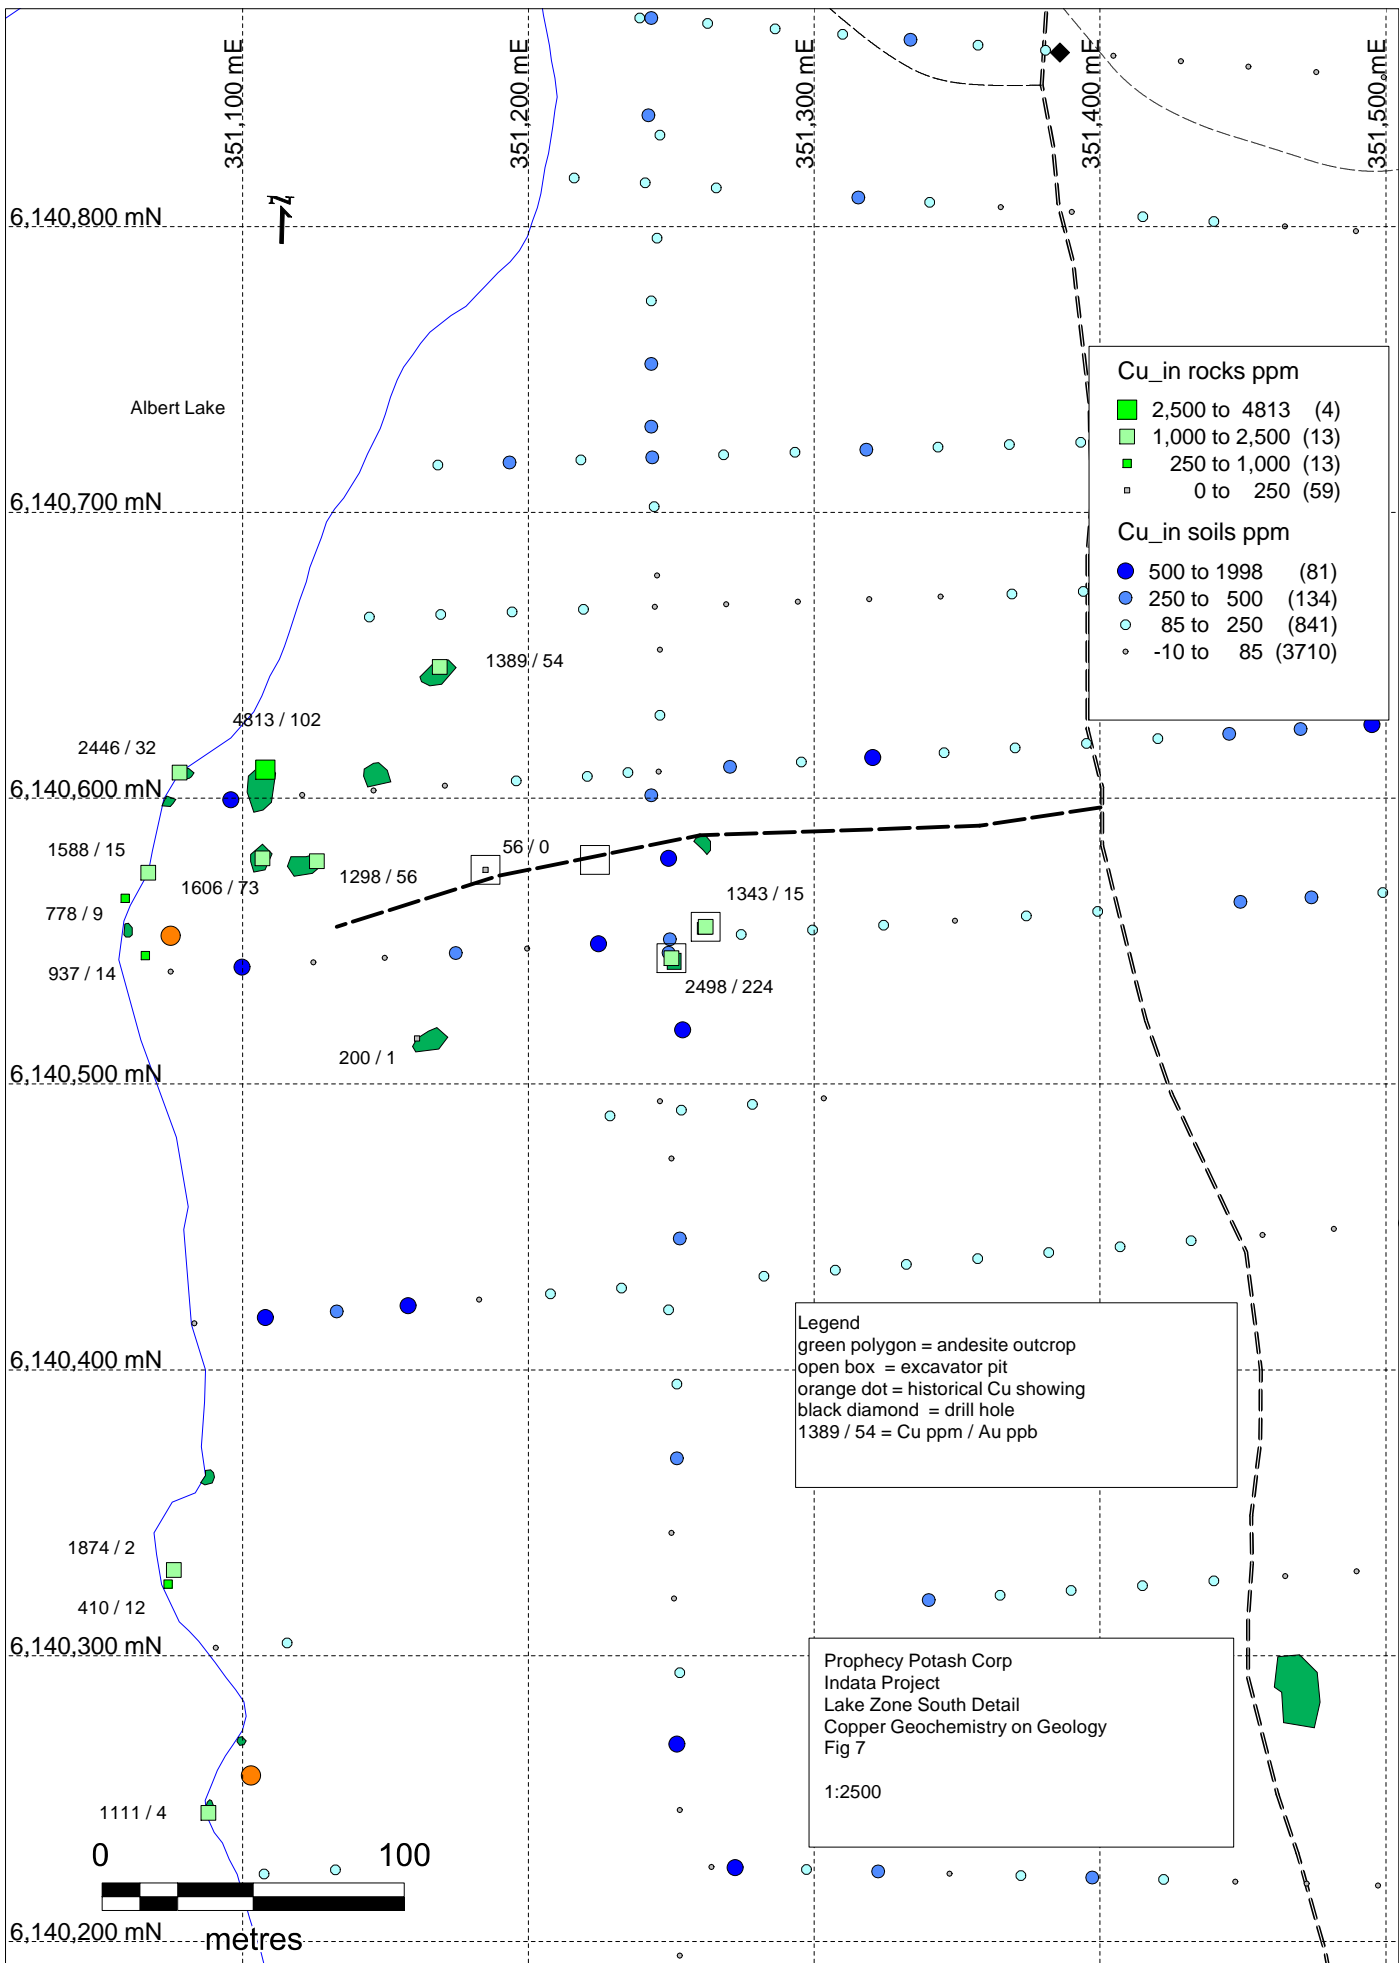 351,100 mE
351,200 mE
351,300 mE
351,400 mE
351,500 mE
N
6,140,800 mN
Albert Lake
Cu_in rocks ppm
2,500 to 4813 (4)
1,000 to 2,500 (13)
250 to 1,000 (13)
0 to 250 (59)
Cu_in soils ppm
500 to 1998 (81)
250 to 500 (134)
85 to 250 (841)
-10 to 85 (3710)
6,140,700 mN
1389 / 54
4813 / 102
2446 / 32
6,140,600 mN
1588 / 15
56 / 0
1606 / 73
1298 / 56
1343 / 15
778 / 9
937 / 14
2498 / 224
200 / 1
6,140,500 mN
6,140,400 mN
Legend
green polygon = andesite outcrop
open box = excavator pit
orange dot = historical Cu showing
black diamond = drill hole
1389 / 54 = Cu ppm / Au ppb
1874 / 2
410 / 12
6,140,300 mN
Prophecy Potash Corp
Indata Project
Lake Zone South Detail
Copper Geochemistry on Geology
Fig 7
1:2500
1111 / 4
0 100
metres
6,140,200 mN